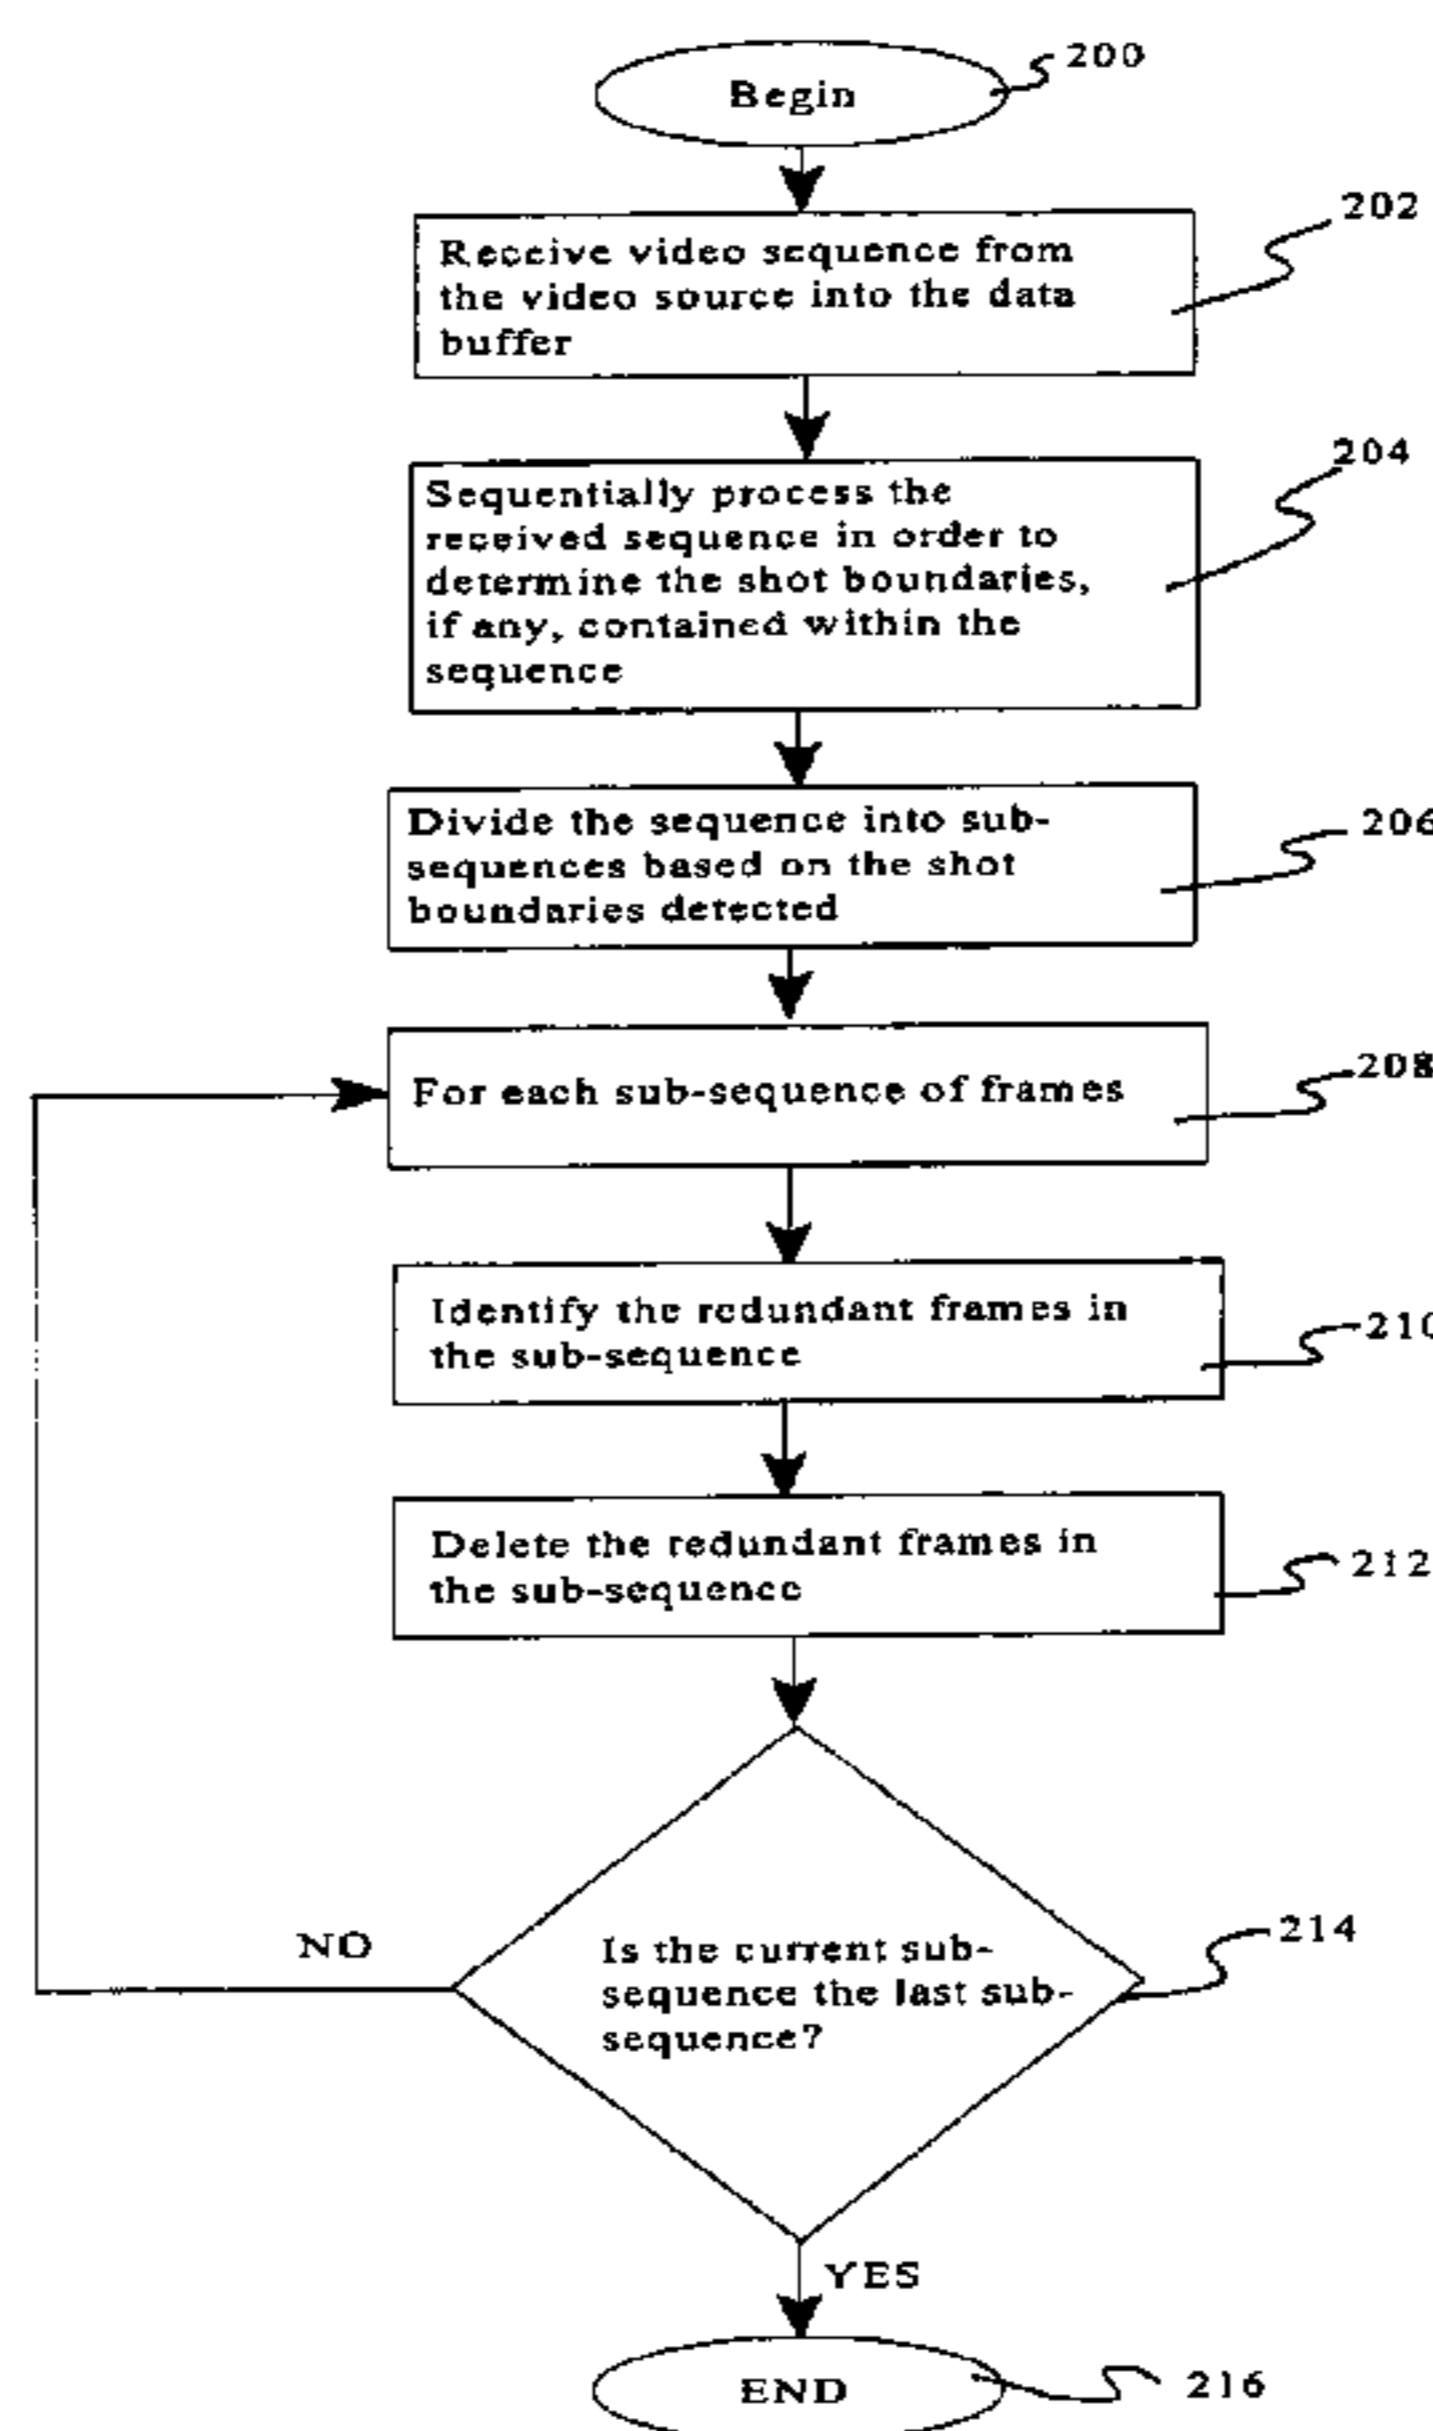 Begin
200
Receive video sequence from
the video source into the data
buffer
202
Sequentially process the
received sequence in order to
determine the shot boundaries,
if any, contained within the
sequence
204
Divide the sequence into sub-
sequences based on the shot
boundaries detected
206
For each sub-sequence of frames
208
Identify the redundant frames in
the sub-sequence
210
Delete the redundant frames in
the sub-sequence
212
Is the current sub-
sequence the last sub-
sequence?
214
NO
YES
END
216